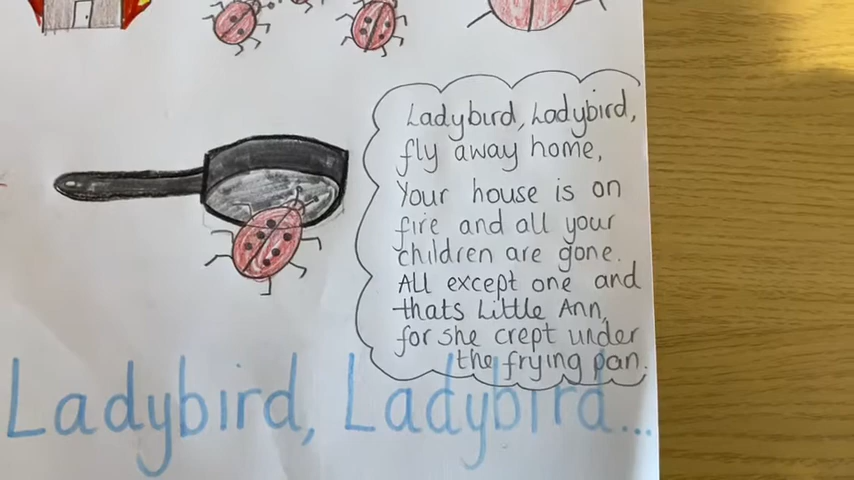 Ladybird, Ladybird,
fly away home,
Your house is on
fire and all your
children are gone.
All except one and
thats Little Ann,
for she crept under
the frying pan.
Ladybird, Ladybird...